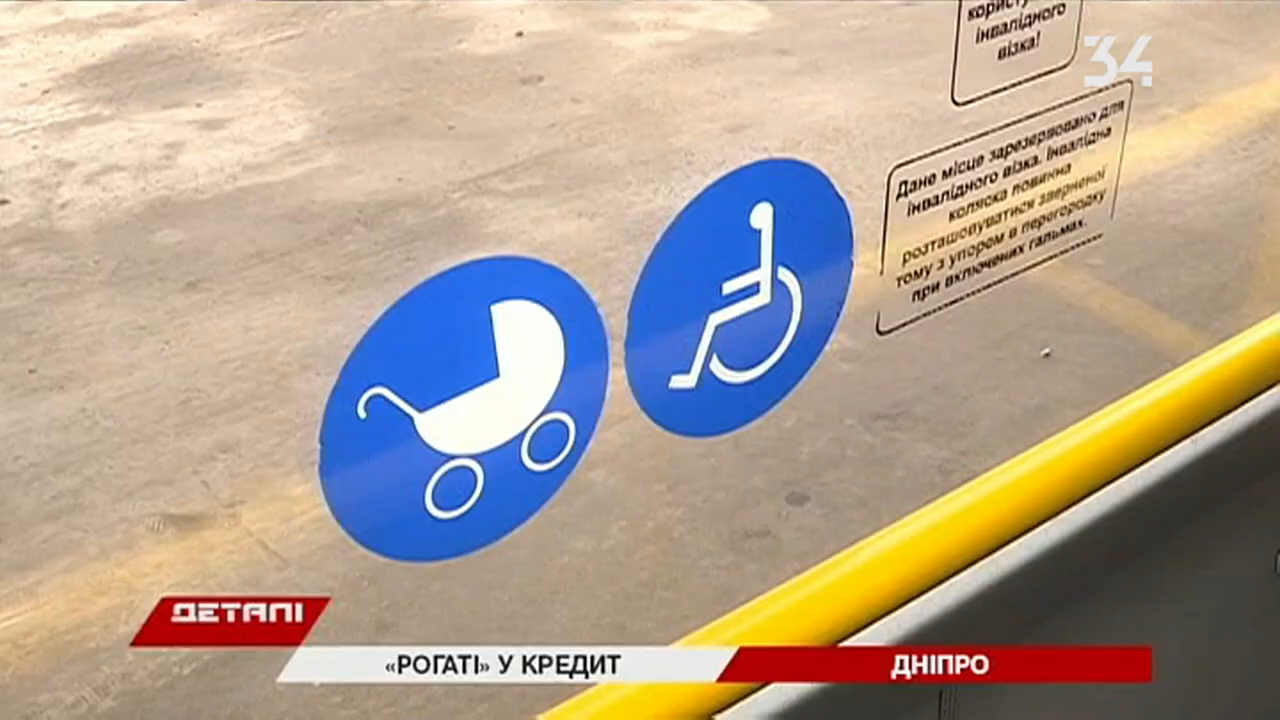 користу
інвалідного
візка!
34
Дане місце зарезервовано для
інвалідного візка. Інвалідна
коляска повинна
розташовуватися зверненої
тому з упором в перегородку
при включених гальмах.
ДЕТАЛІ
«РОГАТІ» У КРЕДИТ
ДНІПРО